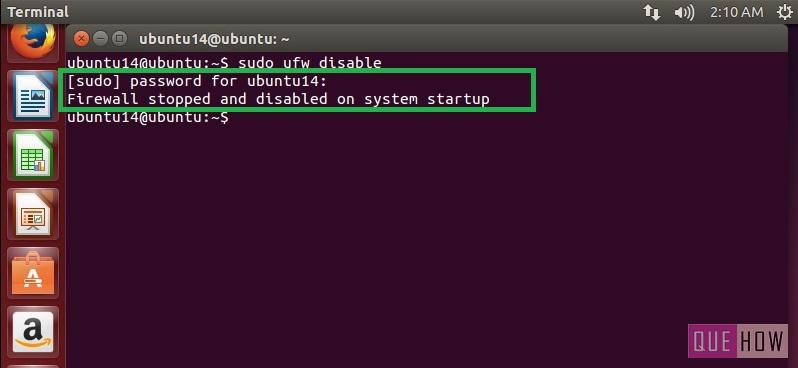 Terminal
2:10 AM
ubuntu14@ubuntu: ~
ubuntu14@ubuntu:~$ sudo ufw disable
[sudo] password for ubuntu14:
Firewall stopped and disabled on system startup
ubuntu14@ubuntu:~$
QUE HOW